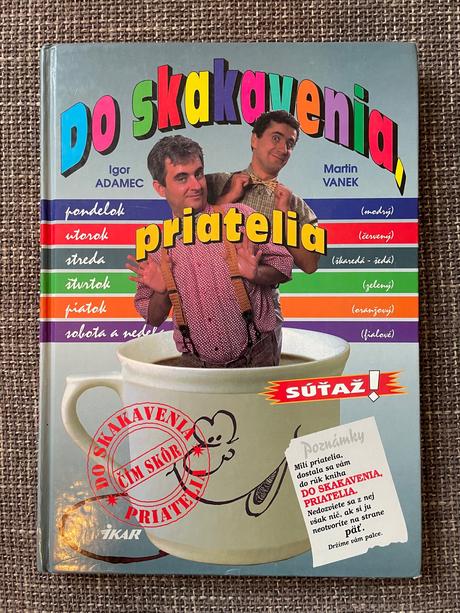 Do skakavenia,
Igor
ADAMEC
Martin
VANEK
priatelia
pondelok (modrý)
utorok (červený)
streda (škaredá - šedá)
štvrtok (zelený)
piatok (oranžový)
sobota a nedeľa (fialové)
SÚŤAŽ!
DO SKAKAVENIA
ČÍM SKÔR
PRIATELIA
Poznámky
Milí priatelia,
dostala sa vám
do rúk kniha
DO SKAKAVENIA,
PRIATELIA.
Nedozviete sa z nej
však nič, ak si ju
neotvoríte na strane
päť.
Držíme vám palce.
IKAR